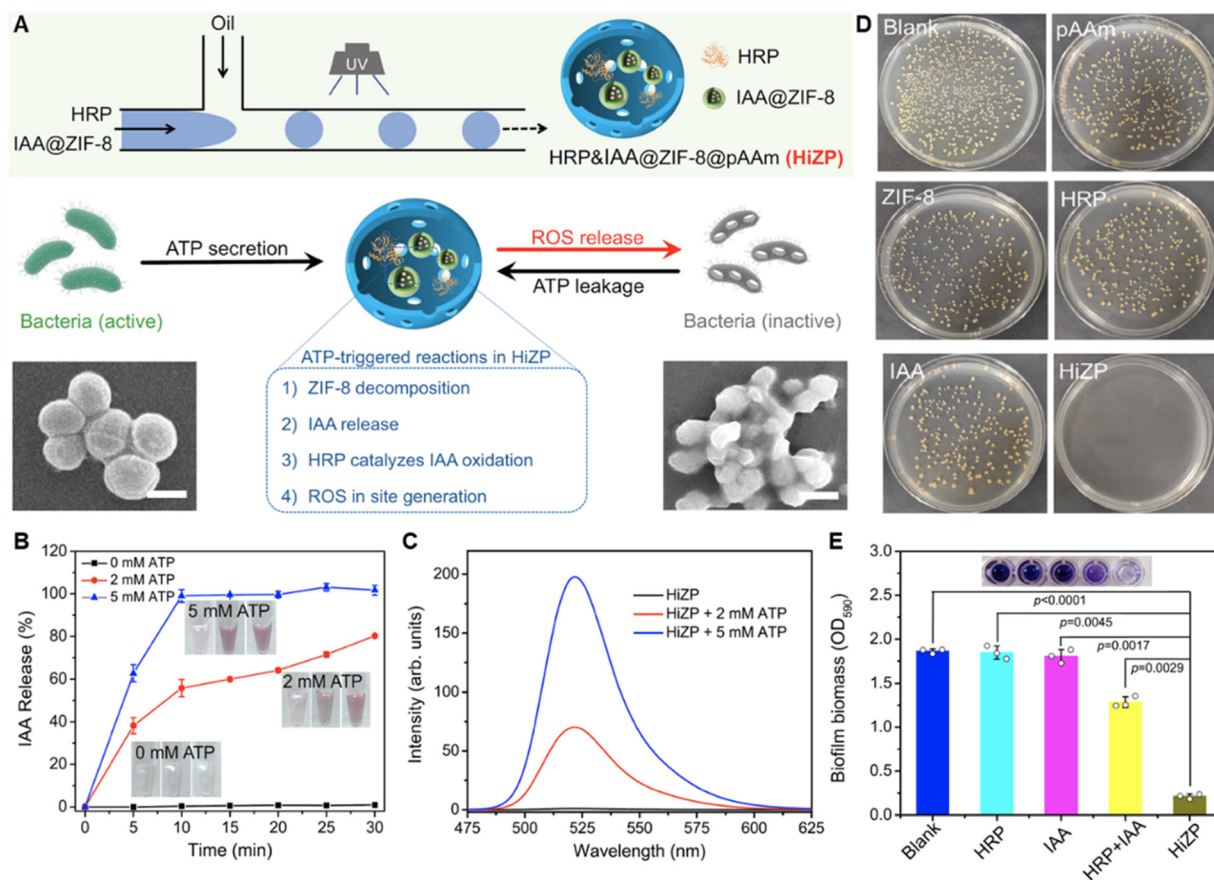 A
Oil
UV
HRP
IAA@ZIF-8
HRP
IAA@ZIF-8
HRP&IAA@ZIF-8@pAAm (HiZP)
ATP secretion
ROS release
ATP leakage
Bacteria (active)
Bacteria (inactive)
ATP-triggered reactions in HiZP
1) ZIF-8 decomposition
2) IAA release
3) HRP catalyzes IAA oxidation
4) ROS in site generation
D
Blank
pAAm
ZIF-8
HRP
IAA
HiZP
B
120
100
80
60
40
20
0
IAA Release (%)
0 mM ATP
2 mM ATP
5 mM ATP
5 mM ATP
2 mM ATP
0 mM ATP
0 5 10 15 20 25 30
Time (min)
C
250
200
150
100
50
0
Intensity (arb. units)
HiZP
HiZP + 2 mM ATP
HiZP + 5 mM ATP
475 500 525 550 575 600 625
Wavelength (nm)
E
3.0
2.5
2.0
1.5
1.0
0.5
0.0
Biofilm biomass (OD590)
p<0.0001
p=0.0045
p=0.0017
p=0.0029
Blank HRP IAA HRP+IAA HiZP